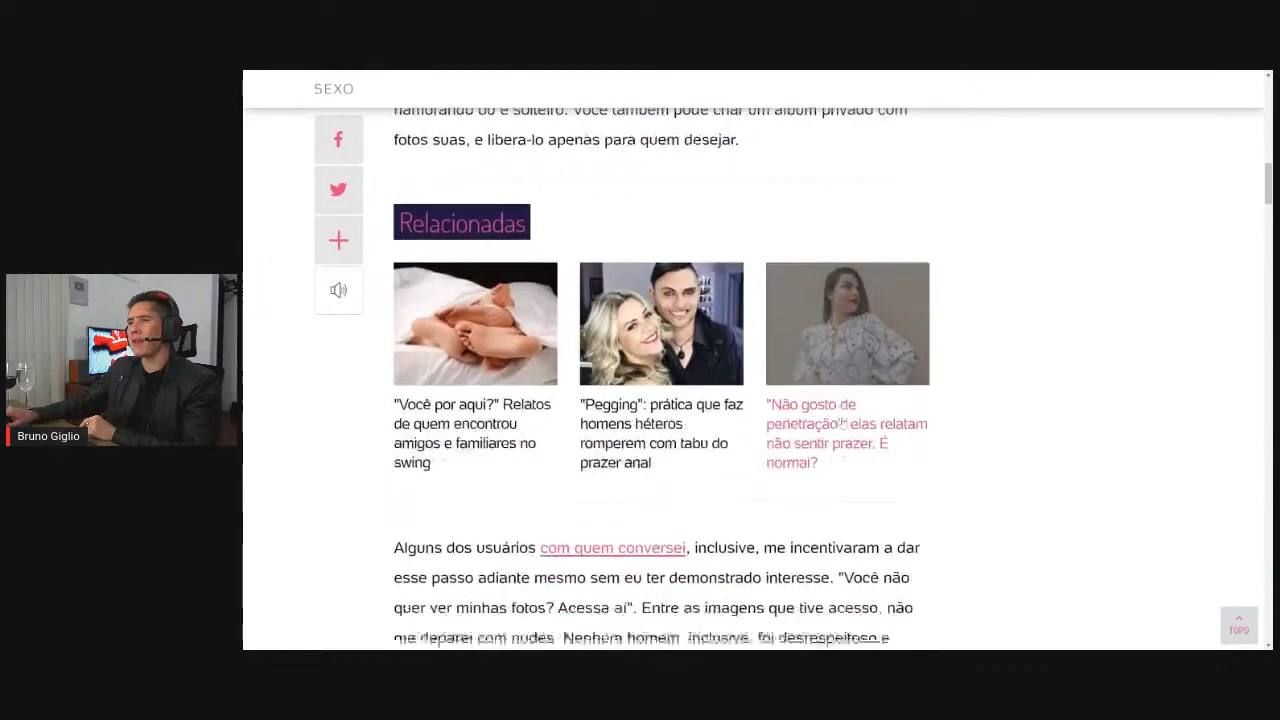 SEXO
namorando ou é solteiro. Você também pode criar um álbum privado com
fotos suas, e libera-lo apenas para quem desejar.
Relacionadas
"Você por aqui?" Relatos
de quem encontrou
amigos e familiares no
swing
"Pegging": prática que faz
homens héteros
romperem com tabu do
prazer anal
"Não gosto de
penetração": elas relatam
não sentir prazer. É
normal?
Alguns dos usuários com quem conversei, inclusive, me incentivaram a dar
esse passo adiante mesmo sem eu ter demonstrado interesse. "Você não
quer ver minhas fotos? Acessa aí". Entre as imagens que tive acesso, não
me deparei com nudes. Nenhum homem, inclusive, foi desrespeitoso e
TOPO
Bruno Giglio